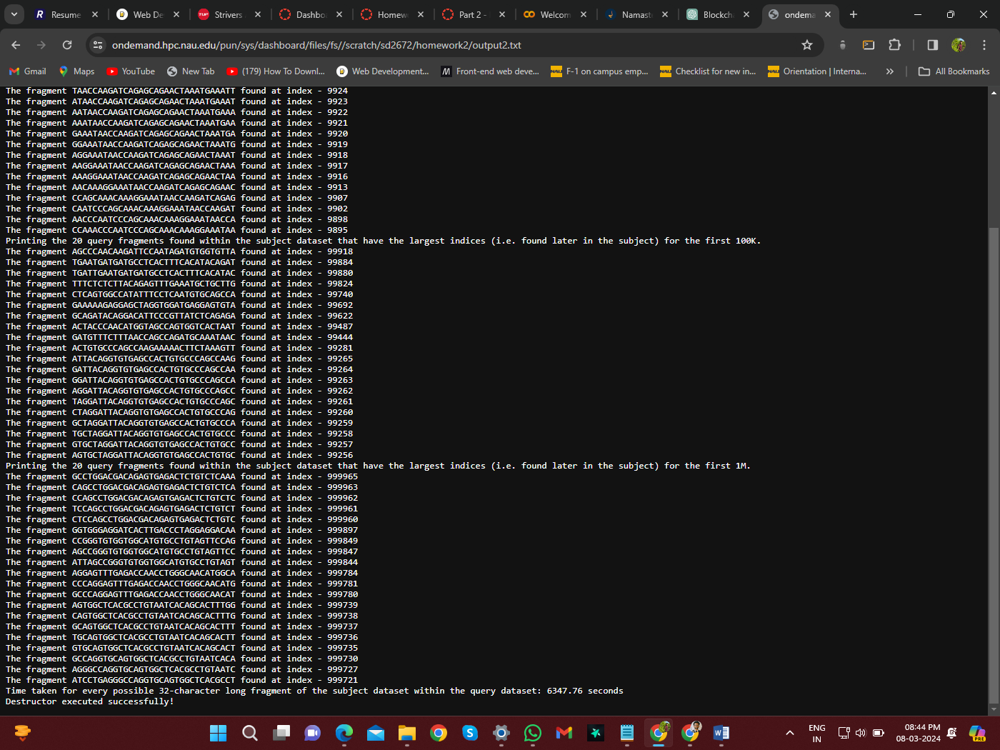 Resume
Web De
Strivers
Dashbo
Homew
Part 2 -
Welcom
Namast
Blockcha
ondema
ondemand.hpc.nau.edu/pun/sys/dashboard/files/fs//scratch/sd2672/homework2/output2.txt
Gmail
Maps
YouTube
New Tab
(179) How To Downl...
Web Development...
Front-end web deve...
F-1 on campus emp...
Checklist for new in...
Orientation | Interna...
All Bookmarks
The fragment TAACCAAGATCAGAGCAGAACTAAATGAAATT found at index - 9924
The fragment ATAACCAAGATCAGAGCAGAACTAAATGAAAT found at index - 9923
The fragment AATAACCAAGATCAGAGCAGAACTAAATGAAA found at index - 9922
The fragment AAATAACCAAGATCAGAGCAGAACTAAATGAA found at index - 9921
The fragment GAAATAACCAAGATCAGAGCAGAACTAAATGA found at index - 9920
The fragment GGAAATAACCAAGATCAGAGCAGAACTAAATG found at index - 9919
The fragment AGGAAATAACCAAGATCAGAGCAGAACTAAAT found at index - 9918
The fragment AAGGAAATAACCAAGATCAGAGCAGAACTAAA found at index - 9917
The fragment AAAGGAAATAACCAAGATCAGAGCAGAACTAA found at index - 9916
The fragment AACAAAGGAAATAACCAAGATCAGAGCAGAAC found at index - 9913
The fragment CCAGCAAACAAAGGAAATAACCAAGATCAGAG found at index - 9907
The fragment CAATCCCAGCAAACAAAGGAAATAACCAAGAT found at index - 9902
The fragment AACCCAATCCCAGCAAACAAAGGAAATAACCA found at index - 9898
The fragment CCAAACCCAATCCCAGCAAACAAAGGAAATAA found at index - 9895
Printing the 20 query fragments found within the subject dataset that have the largest indices (i.e. found later in the subject) for the first 100K.
The fragment AGCCCAACAAGATTCCAATAGATGTGGTGTTA found at index - 99918
The fragment TGAATGATGATGCCTCACTTTCACATACAGAT found at index - 99884
The fragment TGATTGAATGATGATGCCTCACTTTCACATAC found at index - 99880
The fragment TTTCTCTCTTACAGAGTTTGAAATGCTGCTTG found at index - 99824
The fragment CTCAGTGGCCATATTTCCTCAATGTGCAGCCA found at index - 99740
The fragment GAAAAAGAGGAGCTAGGTGGATGAGGAGTGTA found at index - 99692
The fragment GCAGATACAGGACATTCCCGTTATCTCAGAGA found at index - 99622
The fragment ACTACCCAACATGGTAGCCAGTGGTCACTAAT found at index - 99487
The fragment GATGTTTCTTTAACCAGCCAGATGCAAATAAC found at index - 99444
The fragment ACTGTGCCCAGCCAAGAAAAACTTCTAAAGTT found at index - 99281
The fragment ATTACAGGTGTGAGCCACTGTGCCCAGCCAAG found at index - 99265
The fragment GATTACAGGTGTGAGCCACTGTGCCCAGCCAA found at index - 99264
The fragment GGATTACAGGTGTGAGCCACTGTGCCCAGCCA found at index - 99263
The fragment AGGATTACAGGTGTGAGCCACTGTGCCCAGCC found at index - 99262
The fragment TAGGATTACAGGTGTGAGCCACTGTGCCCAGC found at index - 99261
The fragment CTAGGATTACAGGTGTGAGCCACTGTGCCCAG found at index - 99260
The fragment GCTAGGATTACAGGTGTGAGCCACTGTGCCCA found at index - 99259
The fragment TGCTAGGATTACAGGTGTGAGCCACTGTGCCC found at index - 99258
The fragment GTGCTAGGATTACAGGTGTGAGCCACTGTGCC found at index - 99257
The fragment AGTGCTAGGATTACAGGTGTGAGCCACTGTGC found at index - 99256
Printing the 20 query fragments found within the subject dataset that have the largest indices (i.e. found later in the subject) for the first 1M.
The fragment GCCTGGACGACAGAGTGAGACTCTGTCTCAAA found at index - 999965
The fragment CAGCCTGGACGACAGAGTGAGACTCTGTCTCA found at index - 999963
The fragment CCAGCCTGGACGACAGAGTGAGACTCTGTCTC found at index - 999962
The fragment TCCAGCCTGGACGACAGAGTGAGACTCTGTCT found at index - 999961
The fragment CTCCAGCCTGGACGACAGAGTGAGACTCTGTC found at index - 999960
The fragment GGTGGGAGGATCACTTGACCCTAGGAGGACAA found at index - 999897
The fragment CCGGGTGTGGTGGCATGTGCCTGTAGTTCCAG found at index - 999849
The fragment AGCCGGGTGTGGTGGCATGTGCCTGTAGTTCC found at index - 999847
The fragment ATTAGCCGGGTGTGGTGGCATGTGCCTGTAGT found at index - 999844
The fragment AGGAGTTTGAGACCAACCTGGGCAACATGGCA found at index - 999784
The fragment CCCAGGAGTTTGAGACCAACCTGGGCAACATG found at index - 999781
The fragment GCCCAGGAGTTTGAGACCAACCTGGGCAACAT found at index - 999780
The fragment AGTGGCTCACGCCTGTAATCACAGCACTTTGG found at index - 999739
The fragment CAGTGGCTCACGCCTGTAATCACAGCACTTTG found at index - 999738
The fragment GCAGTGGCTCACGCCTGTAATCACAGCACTTT found at index - 999737
The fragment TGCAGTGGCTCACGCCTGTAATCACAGCACTT found at index - 999736
The fragment GTGCAGTGGCTCACGCCTGTAATCACAGCACT found at index - 999735
The fragment GCCAGGTGCAGTGGCTCACGCCTGTAATCACA found at index - 999730
The fragment AGGGCCAGGTGCAGTGGCTCACGCCTGTAATC found at index - 999727
The fragment ATCCTGAGGGCCAGGTGCAGTGGCTCACGCCT found at index - 999721
Time taken for every possible 32-character long fragment of the subject dataset within the query dataset: 6347.76 seconds
Destructor executed successfully!
ENG
IN
08:44 PM
08-03-2024